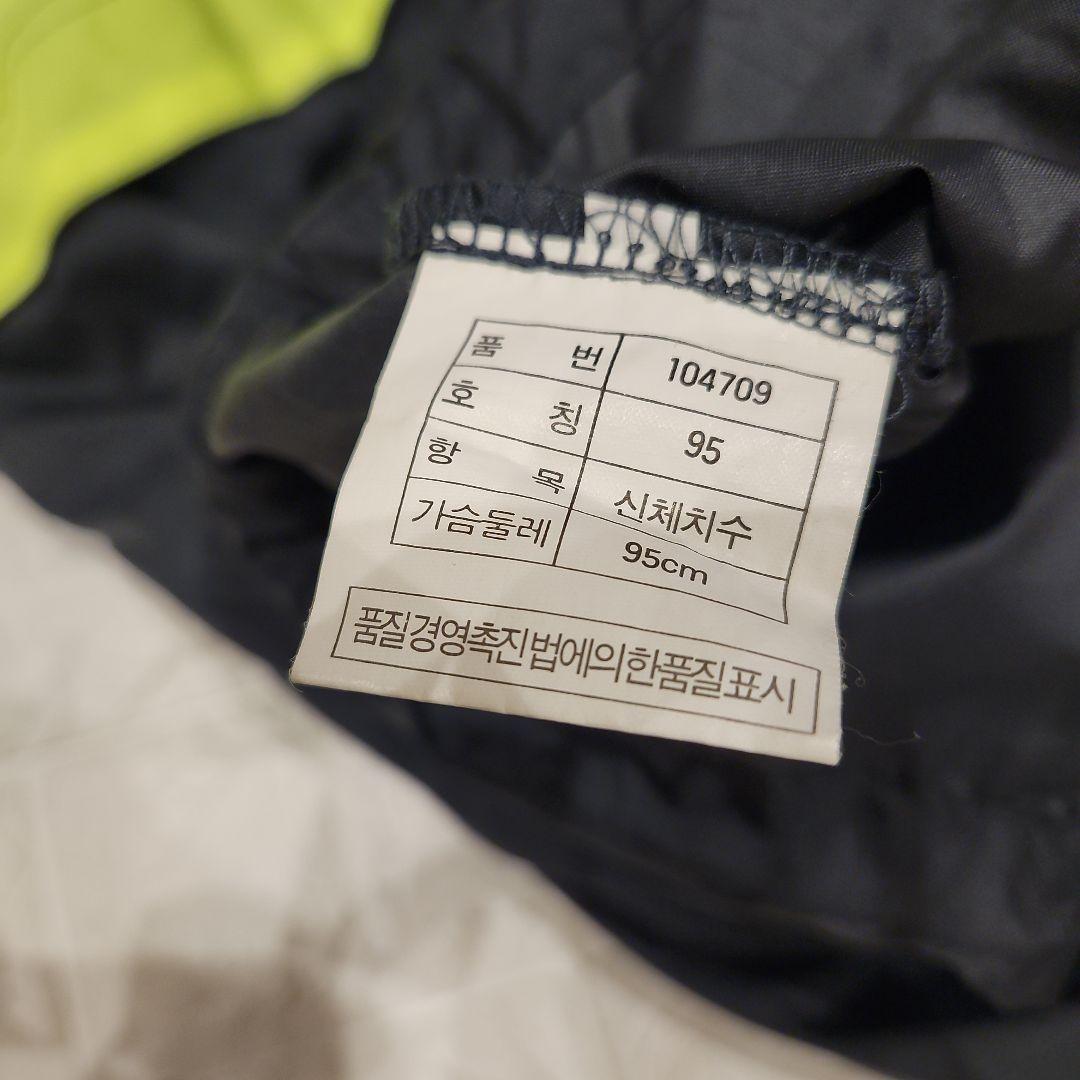 품 번 104709
호 칭 95
항 목 신체치수
가슴둘레 95cm
품질경영촉진법에의한품질표시